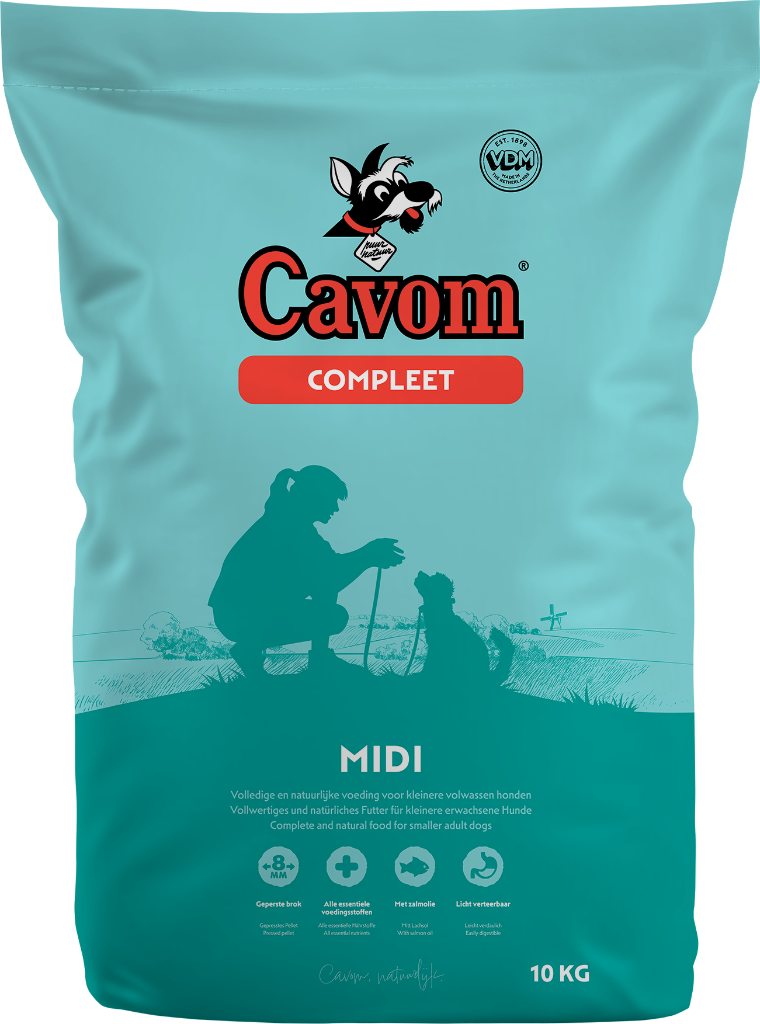 EST. 1898
VDM
MADE IN
THE NETHERLANDS
puur
natuur
Cavom®
COMPLEET
MIDI
Volledige en natuurlijke voeding voor kleinere volwassen honden
Vollwertiges und natürliches Futter für kleinere erwachsene Hunde
Complete and natural food for smaller adult dogs
8
MM
Geperste brok
Alle essentiele
voedingsstoffen
Met zalmolie
Licht verteerbaar
Gepresstes Pellet
Pressed pellet
Alle essentielle Nährstoffe
All essential nutrients
Mit Lachsöl
With salmon oil
Leicht verdaulich
Easily digestible
Cavom, natuurlijk.
10 KG